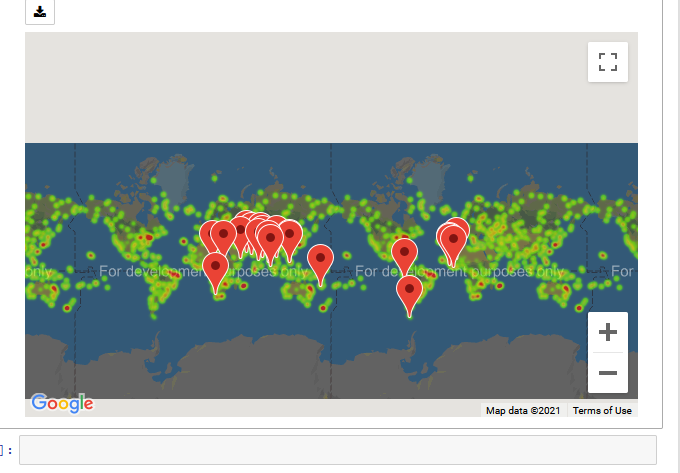 only
For development purposes only
For development purposes only
For
Google
Map data ©2021
Terms of Use
]: